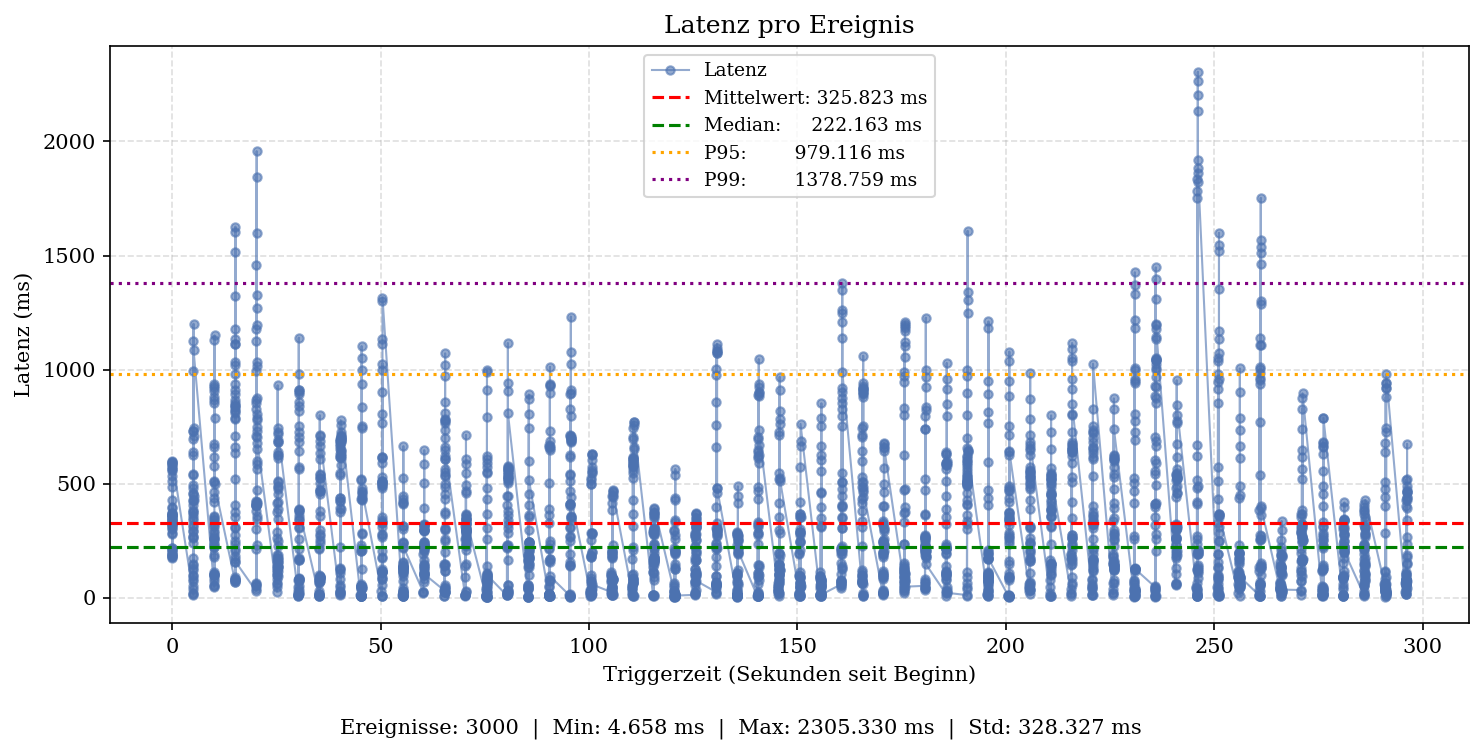 Latenz pro Ereignis
Latenz
Mittelwert: 325.823 ms
Median: 222.163 ms
P95: 979.116 ms
P99: 1378.759 ms
Latenz (ms)
2000
1500
1000
500
0
0 50 100 150 200 250 300
Triggerzeit (Sekunden seit Beginn)
Ereignisse: 3000 | Min: 4.658 ms | Max: 2305.330 ms | Std: 328.327 ms